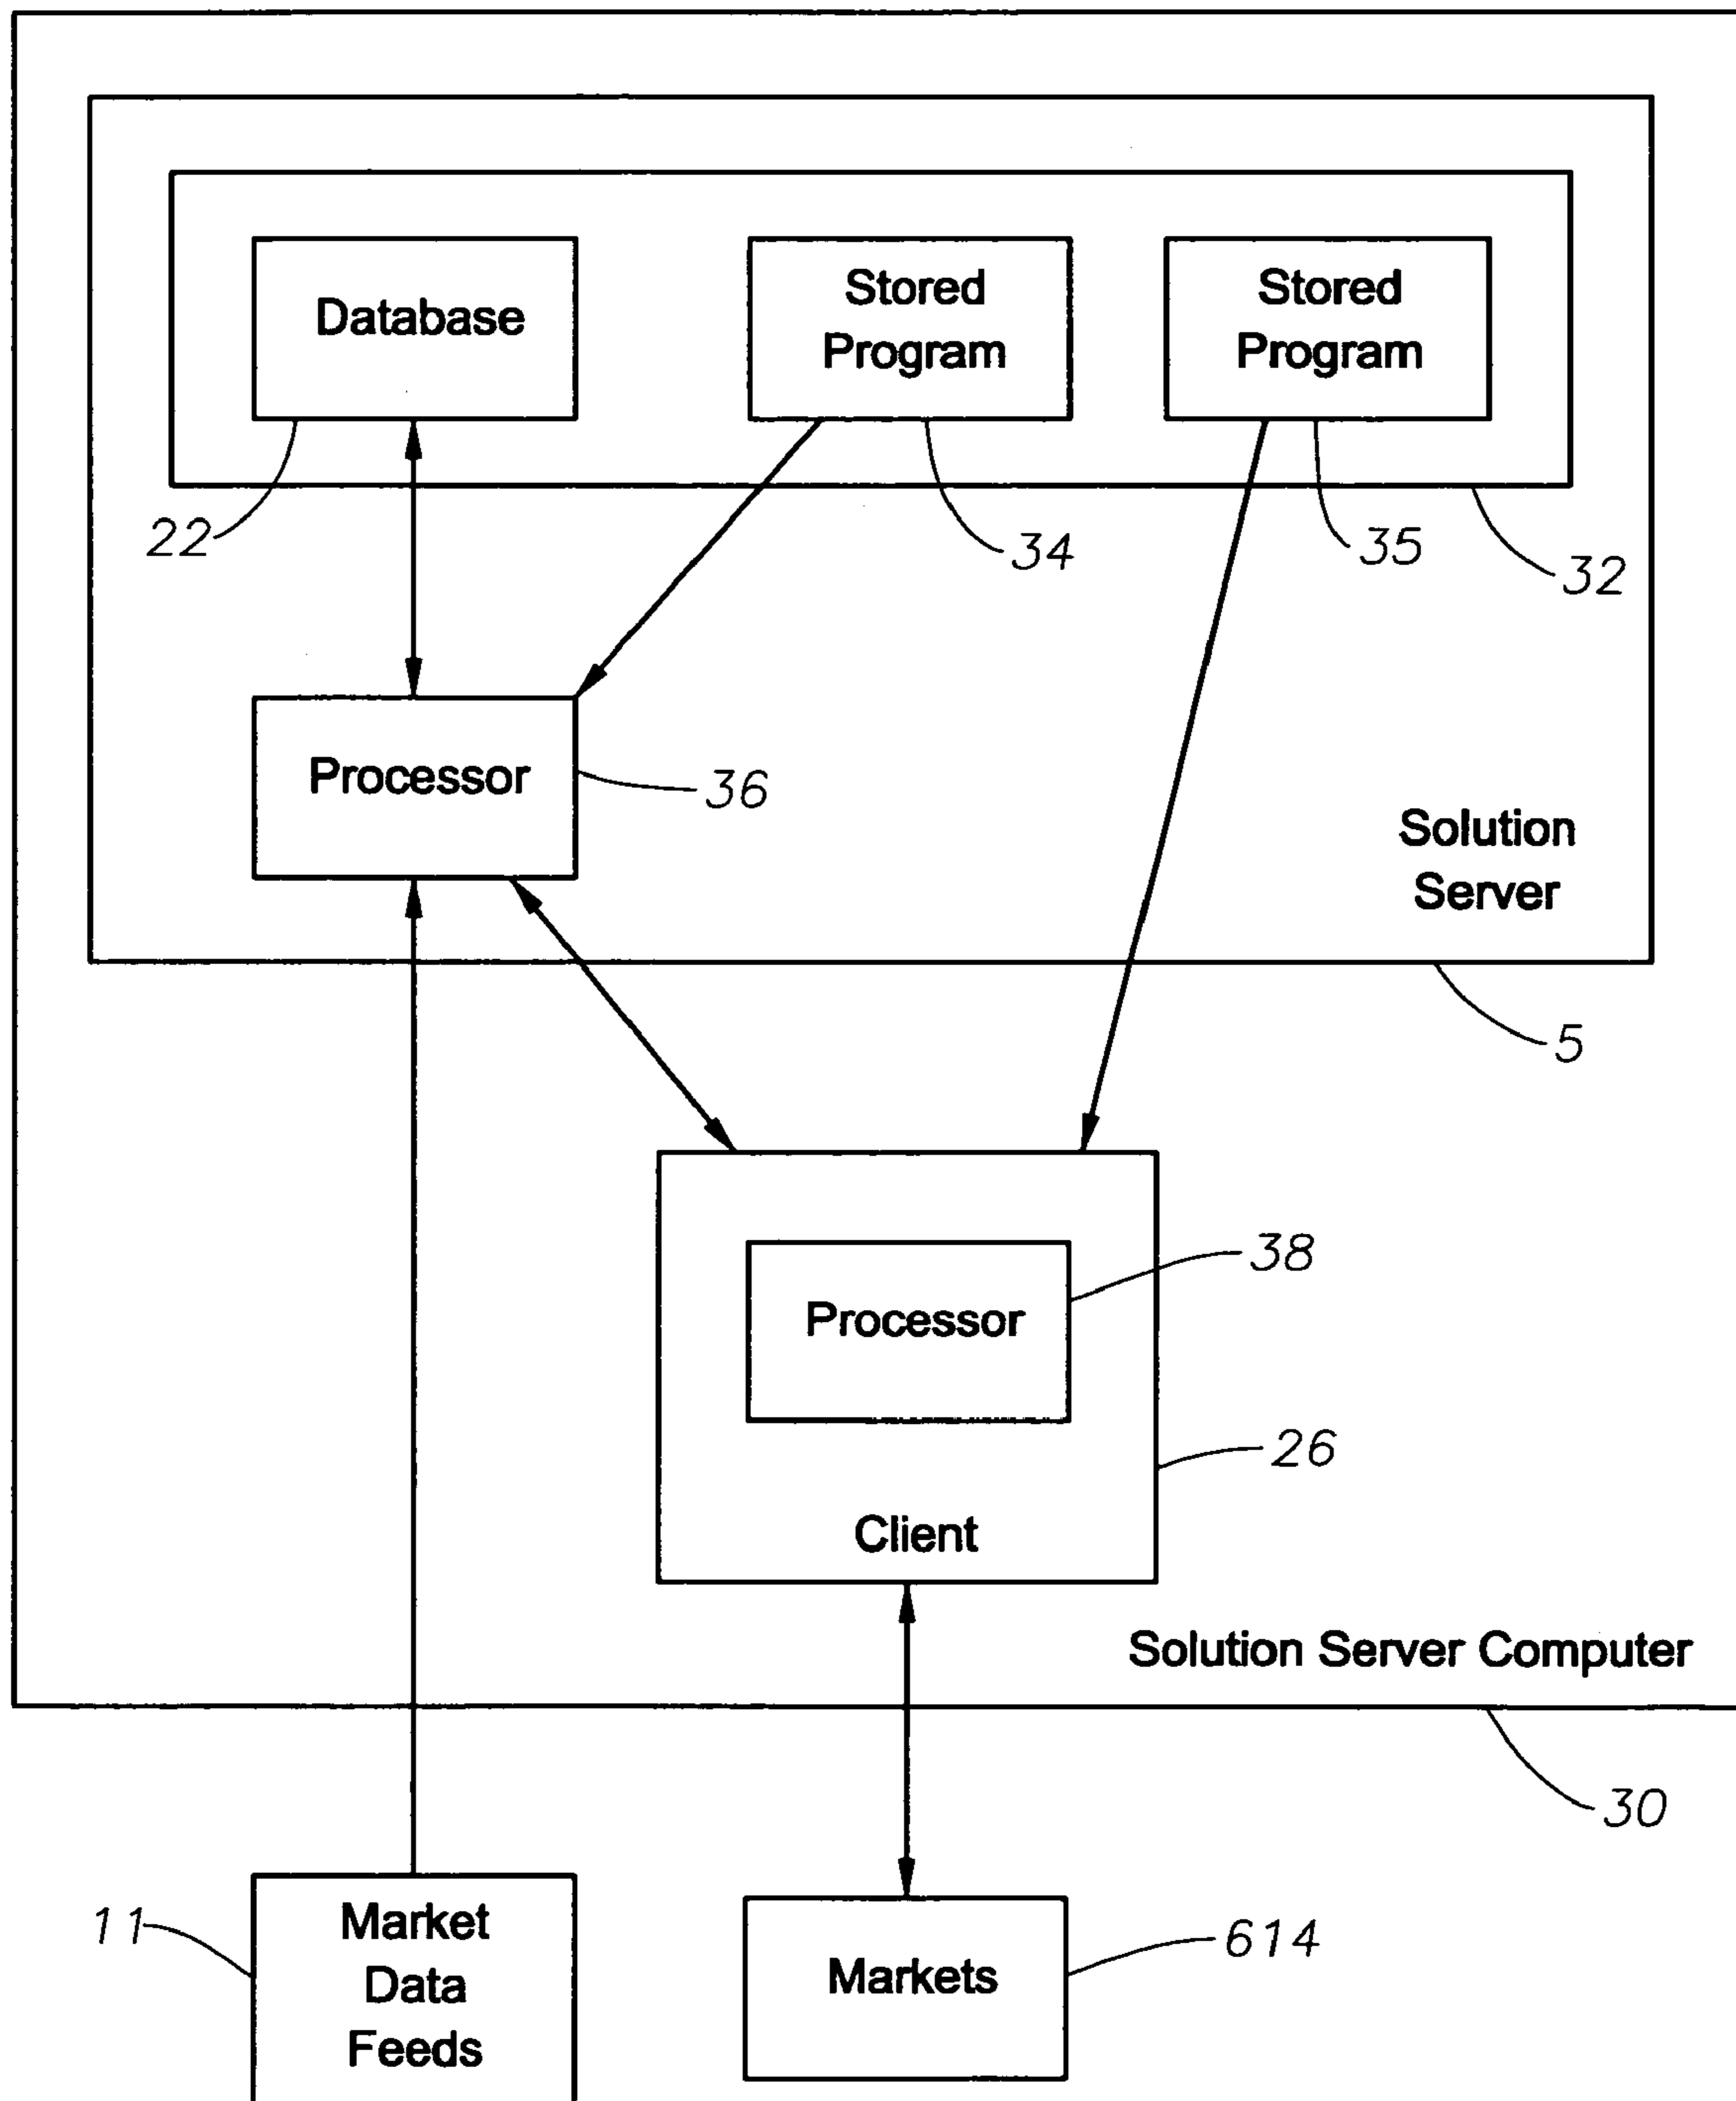 Database
Stored
Program
Stored
Program
22
34
35
32
Processor
36
Solution
Server
5
Processor
38
26
Client
Solution Server Computer
30
11
Market
Data
Feeds
Markets
614